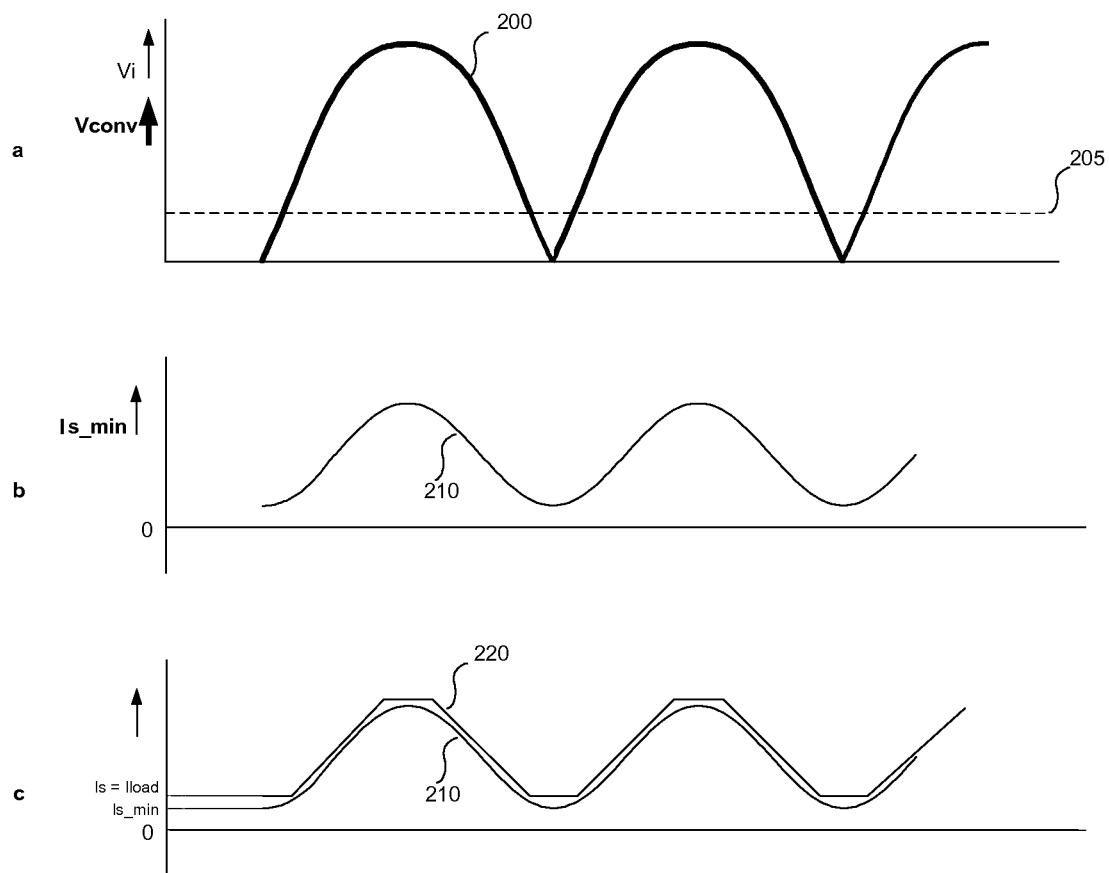 200
Vi
Vconv
a
205
Is_min
210
b
0
220
210
Is = Iload
c
Is_min
0